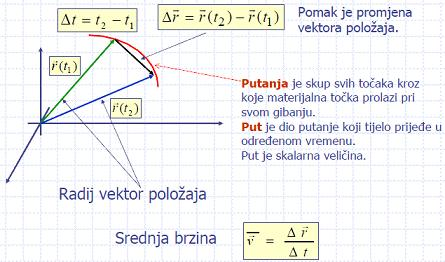 Δt = t₂ − t₁
Δr⃗ = r⃗(t₂) − r⃗(t₁)
Pomak je promjena
vektora položaja.
r⃗(t₁)
r⃗(t₂)
Putanja je skup svih točaka kroz
koje materijalna točka prolazi pri
svom gibanju.
Put je dio putanje koji tijelo prijeđe u
određenom vremenu.
Put je skalarna veličina.
Radij vektor položaja
Srednja brzina
v⃗̅ = Δ r⃗ / Δ t